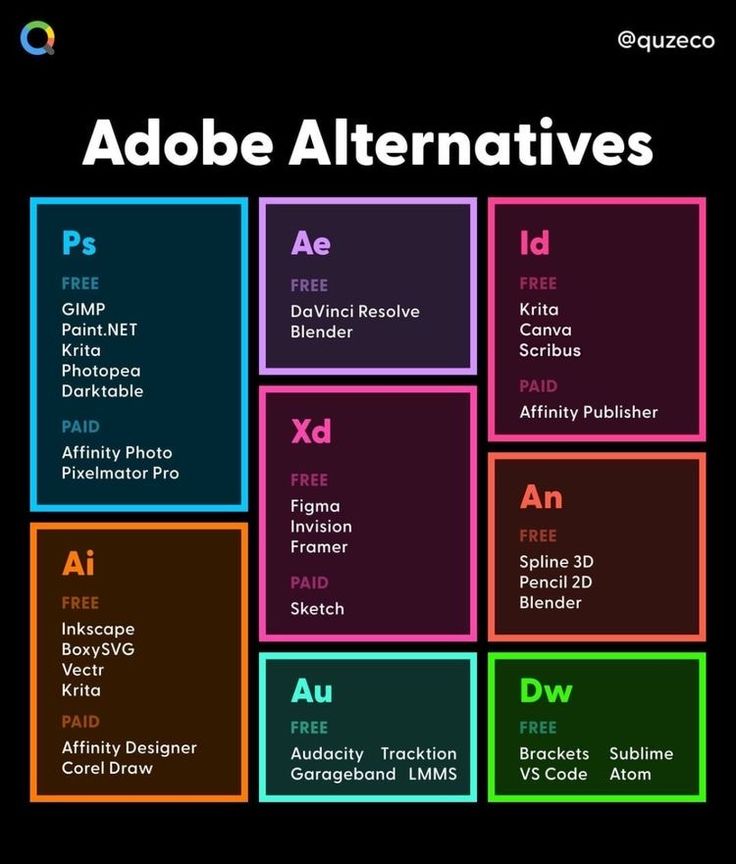 @quzeco
Adobe Alternatives
Ps
FREE
GIMP
Paint.NET
Krita
Photopea
Darktable
PAID
Affinity Photo
Pixelmator Pro
Ae
FREE
DaVinci Resolve
Blender
Id
FREE
Krita
Canva
Scribus
PAID
Affinity Publisher
Xd
FREE
Figma
Invision
Framer
PAID
Sketch
An
FREE
Spline 3D
Pencil 2D
Blender
Ai
FREE
Inkscape
BoxySVG
Vectr
Krita
PAID
Affinity Designer
Corel Draw
Au
FREE
Audacity Tracktion
Garageband LMMS
Dw
FREE
Brackets Sublime
VS Code Atom